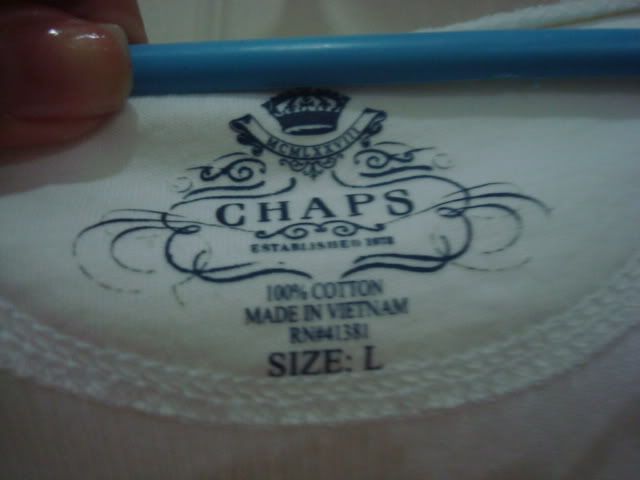 MCMLXXVIII
CHAPS
ESTABLISHED 1978
100% COTTON
MADE IN VIETNAM
RN#41381
SIZE: L